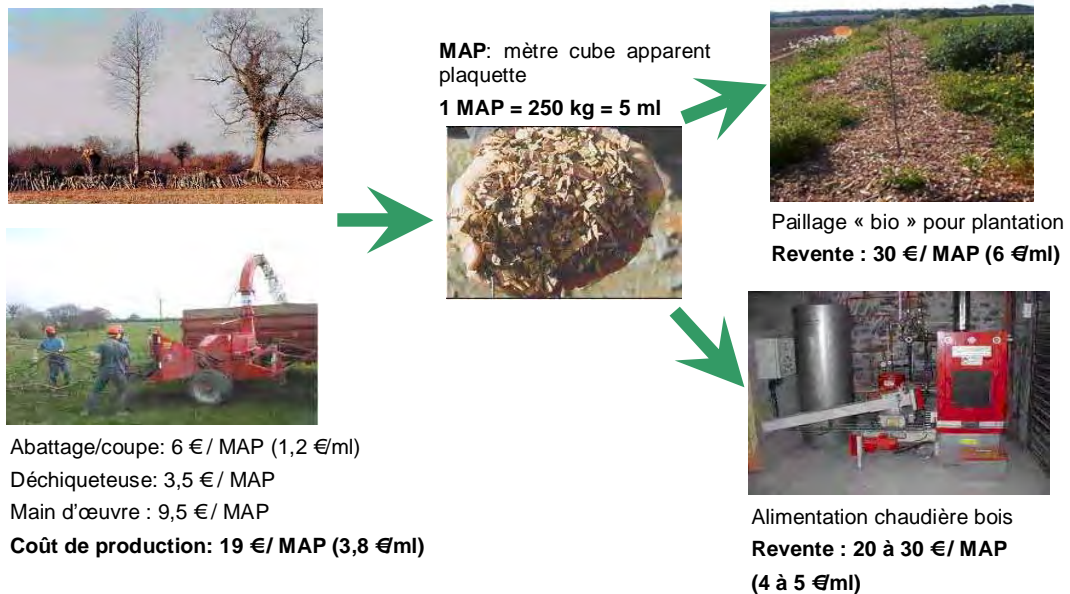 MAP: mètre cube apparent
plaquette
1 MAP = 250 kg = 5 ml
Paillage « bio » pour plantation
Revente : 30 €/ MAP (6 €/ml)
Abattage/coupe: 6 € / MAP (1,2 €/ml)
Déchiqueteuse: 3,5 € / MAP
Main d'œuvre : 9,5 € / MAP
Coût de production: 19 €/ MAP (3,8 €/ml)
Alimentation chaudière bois
Revente : 20 à 30 €/ MAP
(4 à 5 €/ml)